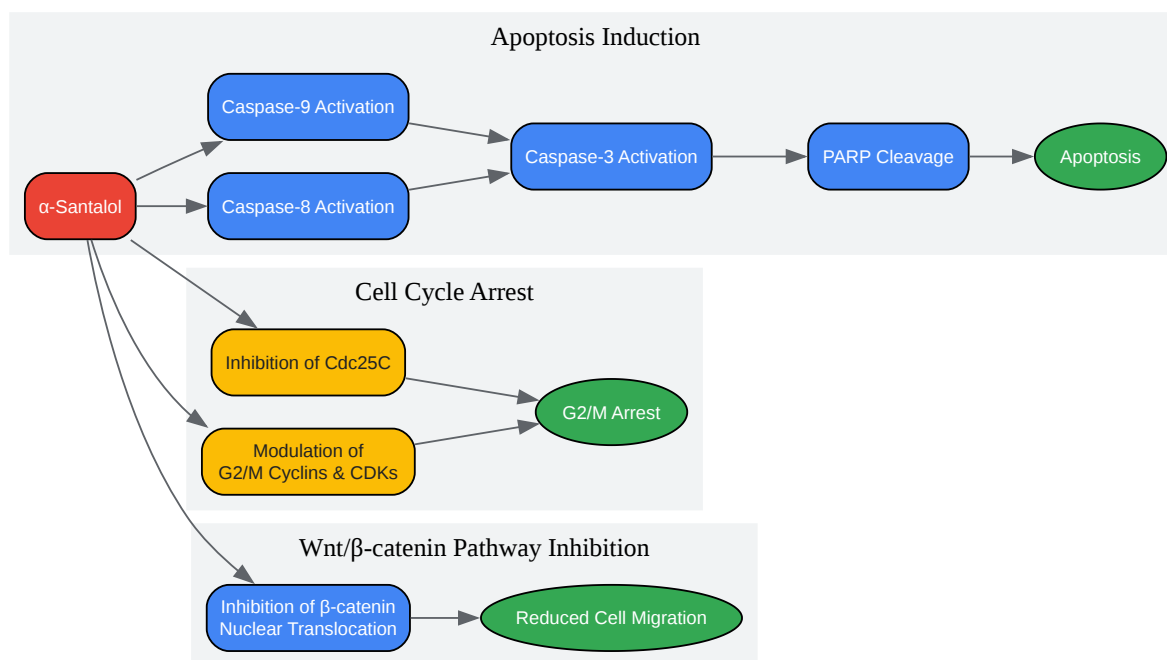 Apoptosis Induction
Caspase-9 Activation
Caspase-3 Activation
PARP Cleavage
Apoptosis
α-Santalol
Caspase-8 Activation
Cell Cycle Arrest
Inhibition of Cdc25C
G2/M Arrest
Modulation of
G2/M Cyclins & CDKs
Wnt/β-catenin Pathway Inhibition
Inhibition of β-catenin
Nuclear Translocation
Reduced Cell Migration